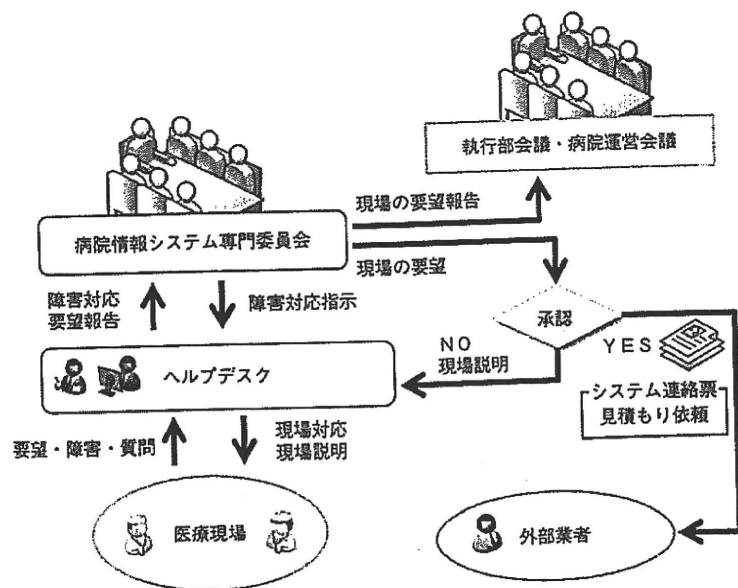 執行部会議・病院運営会議
現場の要望報告
病院情報システム専門委員会
現場の要望
障害対応
要望報告
障害対応指示
承認
NO
現場説明
YES
システム連絡票
見積もり依頼
ヘルプデスク
要望・障害・質問
現場対応
現場説明
医療現場
外部業者